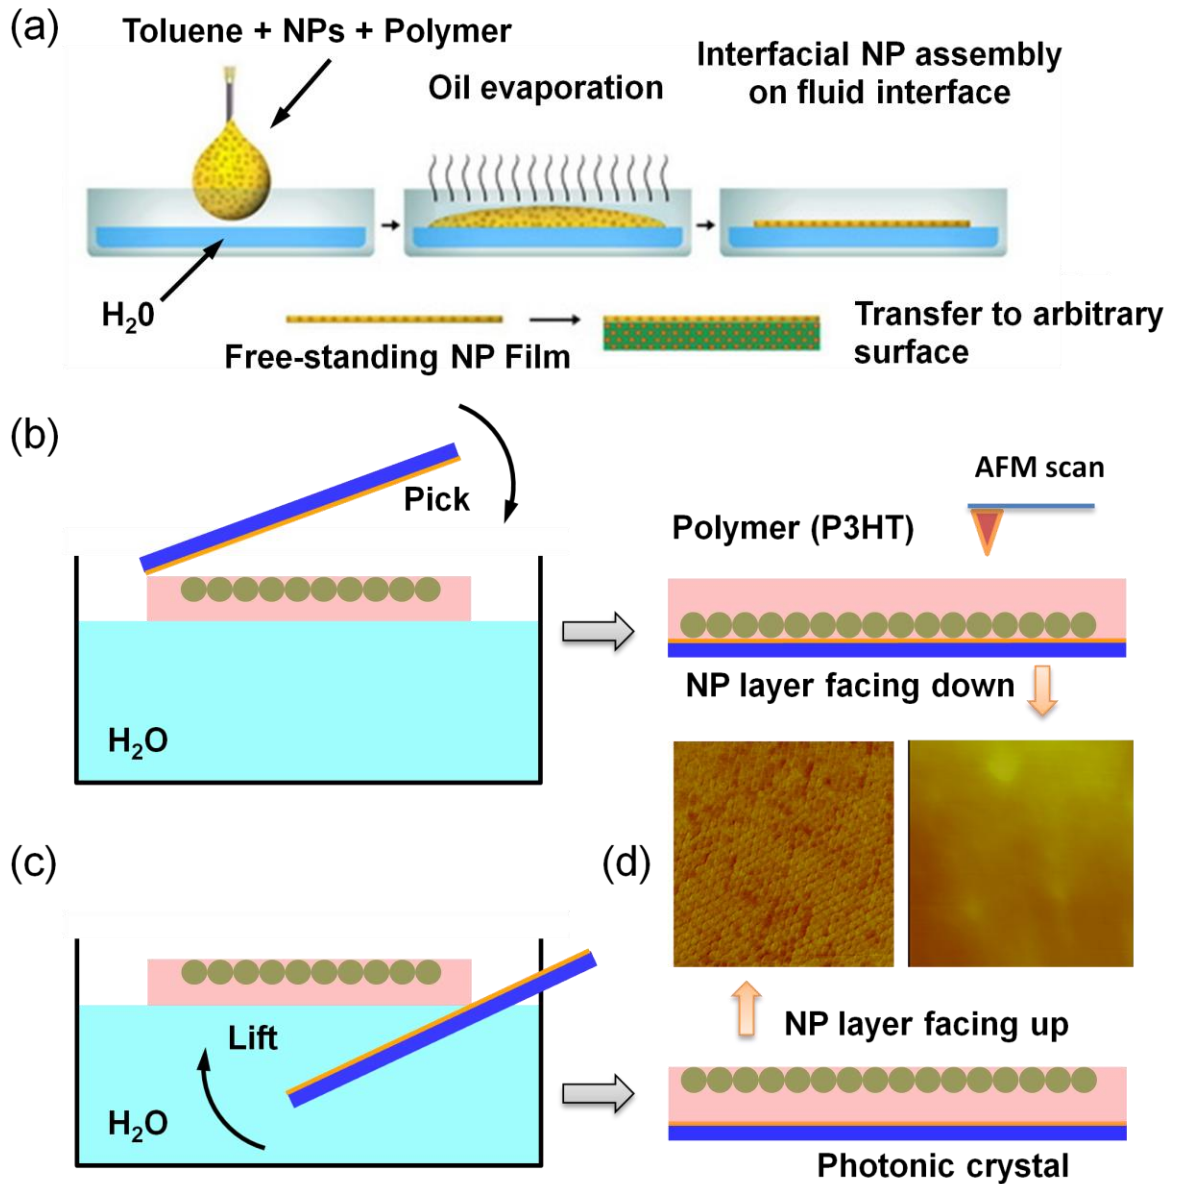 (a)
Toluene + NPs + Polymer
Oil evaporation
Interfacial NP assembly
on fluid interface
H₂0
Free-standing NP Film
Transfer to arbitrary
surface
(b)
Pick
H₂O
Polymer (P3HT)
AFM scan
NP layer facing down
(c)
Lift
H₂O
(d)
NP layer facing up
Photonic crystal